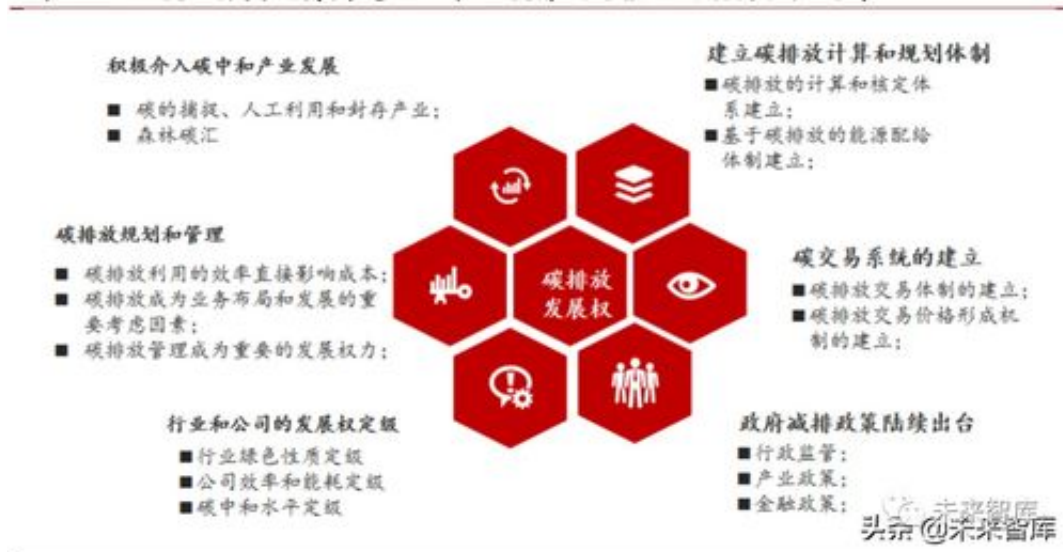 积极介入碳中和产业发展
■ 碳的捕捉、人工利用和封存产业;
■ 森林碳汇
建立碳排放计算和规划体制
■碳排放的计算和核定体
系建立;
■基于碳排放的能源配给
体制建立;
碳排放规划和管理
■ 碳排放利用的效率直接影响成本;
■ 碳排放成为业务布局和发展的重
要考虑因素;
■ 碳排放管理成为重要的发展权力;
碳排放
发展权
碳交易系统的建立
■碳排放交易体制的建立;
■碳排放交易价格形成机
制的建立;
行业和公司的发展权定级
■行业绿色性质定级
■公司效率和能耗定级
■碳中和水平定级
政府减排政策陆续出台
■行政监管;
■产业政策;
■金融政策;
未来智库
头条 @未来智库